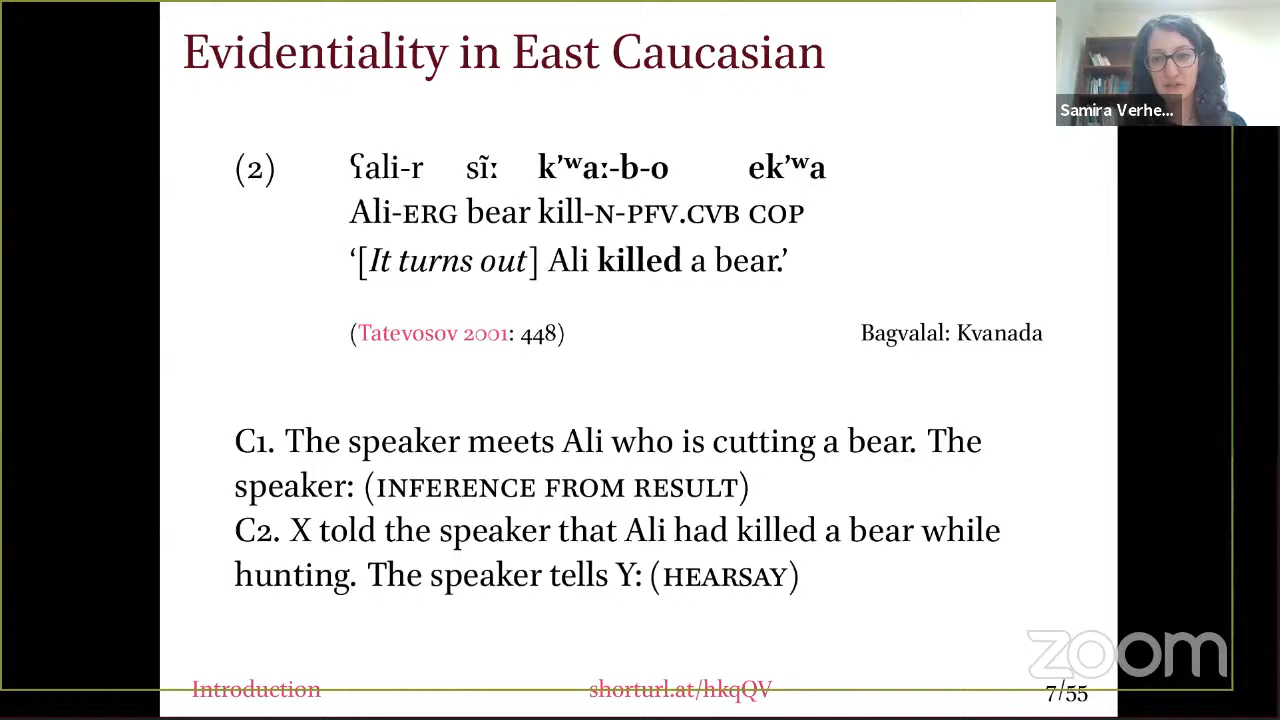 Evidentiality in East Caucasian
Samira Verhe...
(2) ʕali-r sĩː k’ʷaː-b-o ek’ʷa
Ali-ERG bear kill-N-PFV.CVB COP
‘[It turns out] Ali killed a bear.’
(Tatevosov 2001: 448) Bagvalal: Kvanada
C1. The speaker meets Ali who is cutting a bear. The
speaker: (INFERENCE FROM RESULT)
C2. X told the speaker that Ali had killed a bear while
hunting. The speaker tells Y: (HEARSAY)
zoom
Introduction shorturl.at/hkqQV 7/55